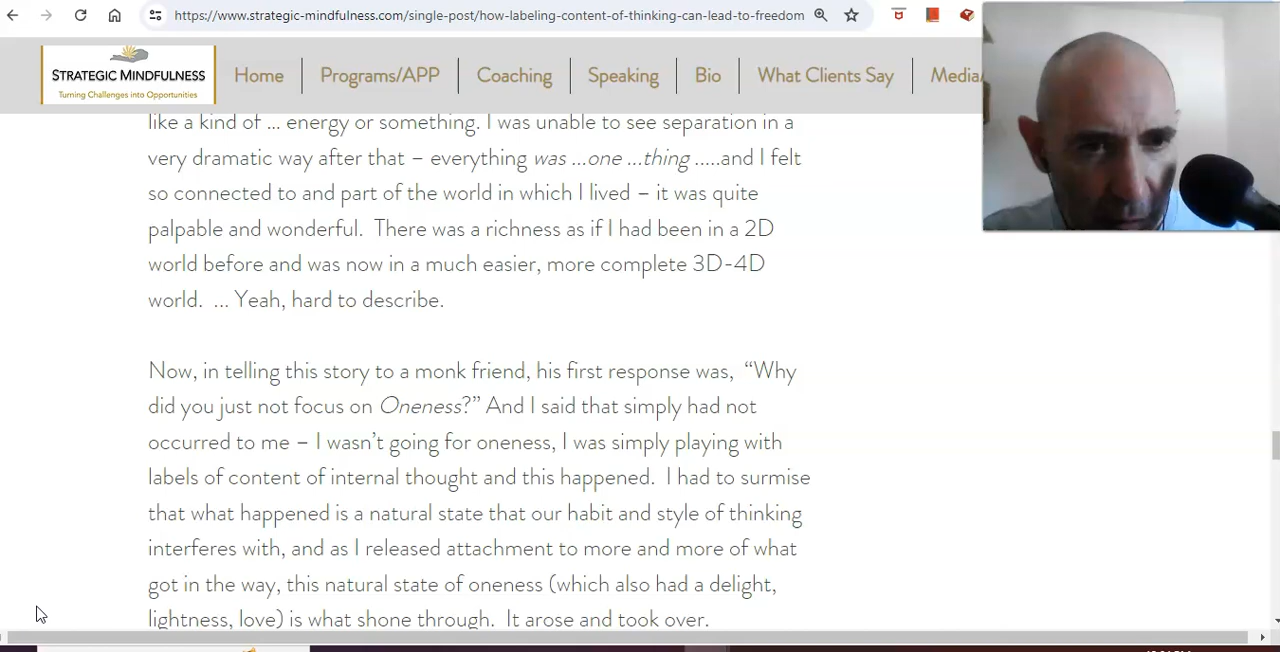 https://www.strategic-mindfulness.com/single-post/how-labeling-content-of-thinking-can-lead-to-freedom
STRATEGIC MINDFULNESS
Turning Challenges into Opportunities
Home Programs/APP Coaching Speaking Bio What Clients Say Media/
like a kind of ... energy or something. I was unable to see separation in a
very dramatic way after that – everything was ...one ...thing .....and I felt
so connected to and part of the world in which I lived – it was quite
palpable and wonderful. There was a richness as if I had been in a 2D
world before and was now in a much easier, more complete 3D-4D
world. ... Yeah, hard to describe.
Now, in telling this story to a monk friend, his first response was, “Why
did you just not focus on Oneness?” And I said that simply had not
occurred to me – I wasn’t going for oneness, I was simply playing with
labels of content of internal thought and this happened. I had to surmise
that what happened is a natural state that our habit and style of thinking
interferes with, and as I released attachment to more and more of what
got in the way, this natural state of oneness (which also had a delight,
lightness, love) is what shone through. It arose and took over.